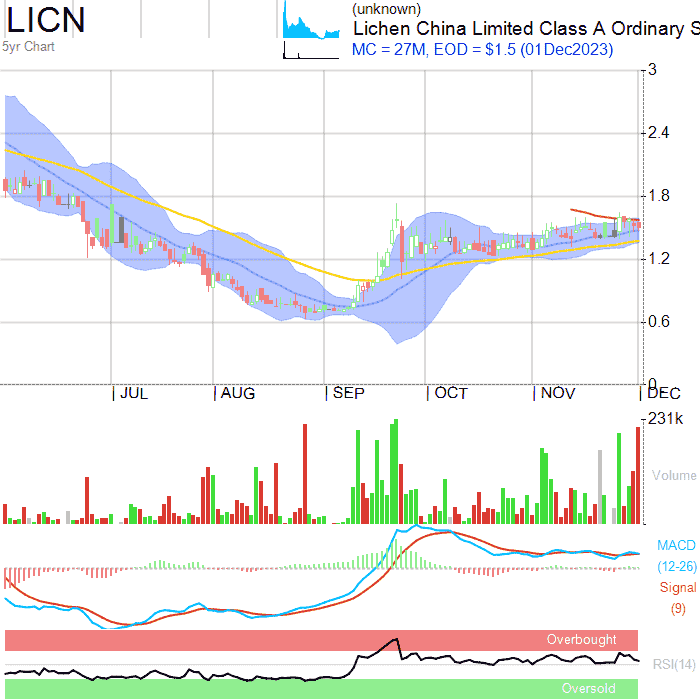 LICN
5yr Chart
(unknown)
Lichen China Limited Class A Ordinary S
MC = 27M, EOD = $1.5 (01Dec2023)
3
2.4
1.8
1.2
0.6
0
JUL AUG SEP OCT NOV DEC
231k
Volume
MACD
(12-26)
Signal
(9)
Overbought
RSI(14)
Oversold